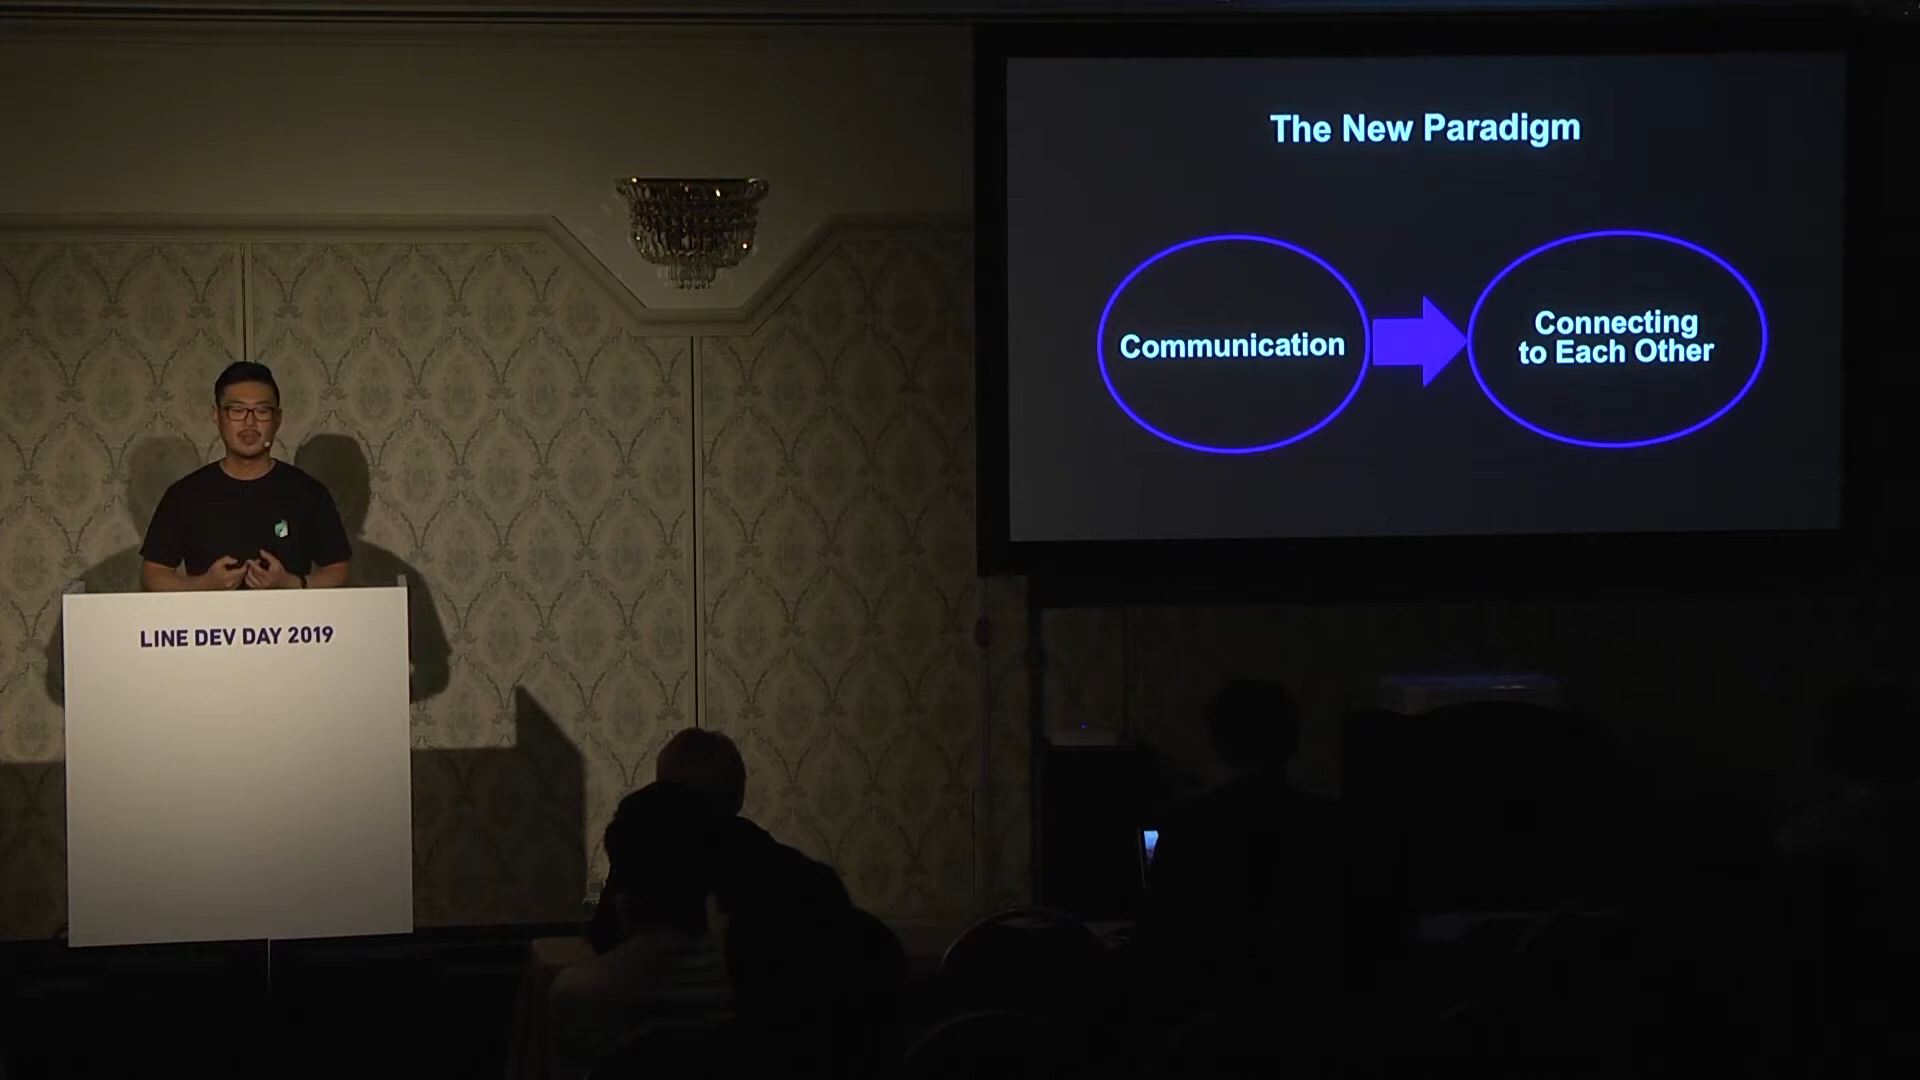 The New Paradigm
Communication
Connecting
to Each Other
LINE DEV DAY 2019